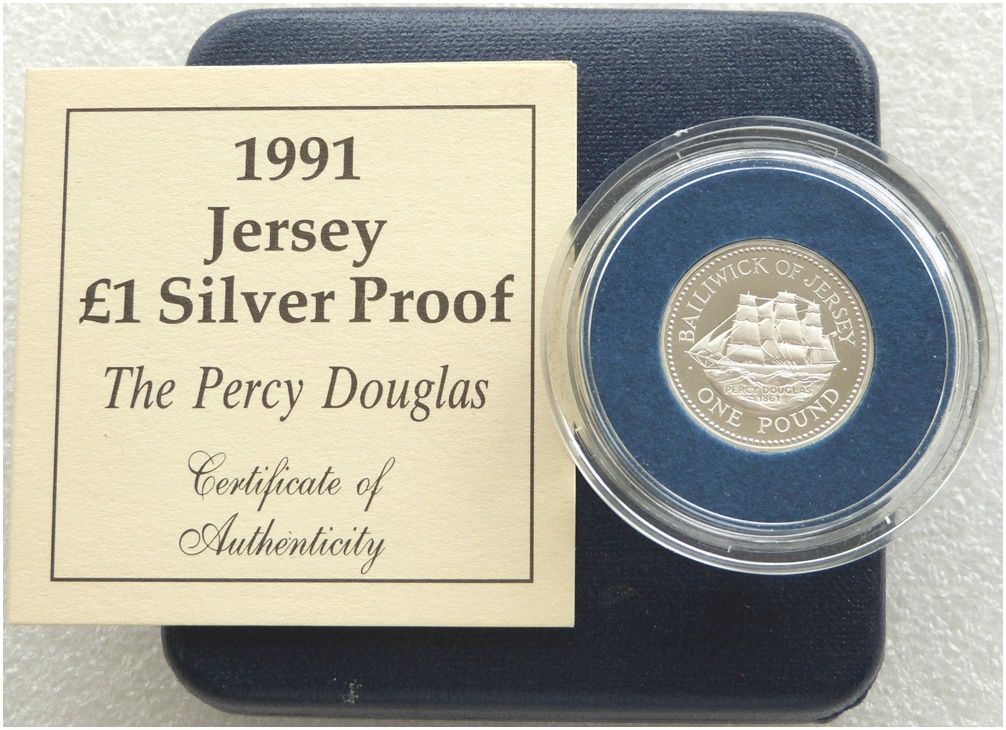 1991
Jersey
£1 Silver Proof
The Percy Douglas
Certificate of
Authenticity
BAILIWICK OF JERSEY
PERCY DOUGLAS
1861
· ONE POUND ·